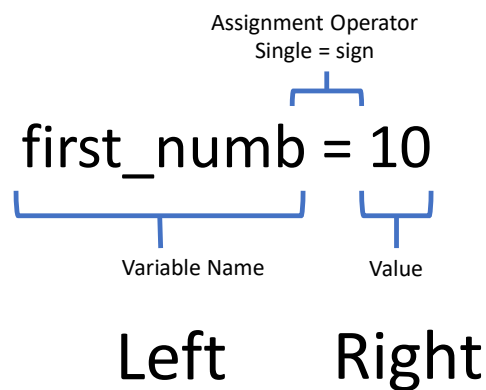 Assignment Operator
Single = sign
first_numb = 10
Variable Name Value
Left Right